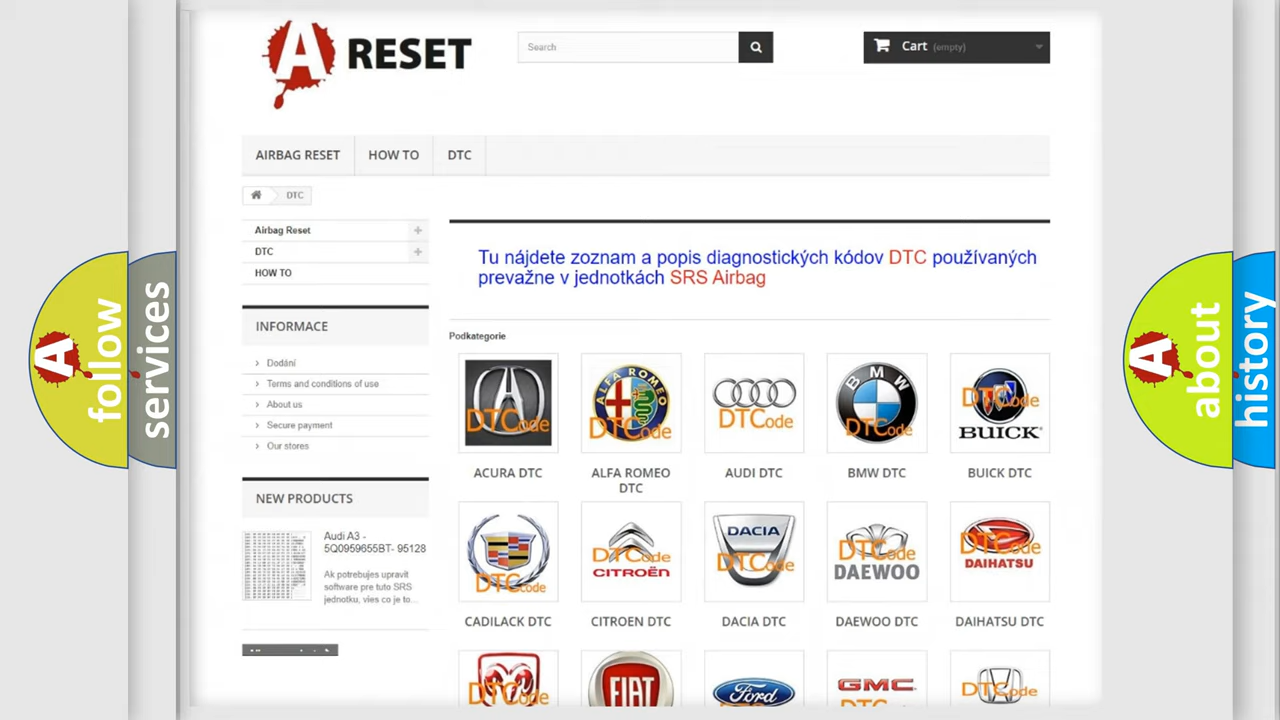 A RESET
Search
Cart (empty)
AIRBAG RESET
HOW TO
DTC
DTC
Airbag Reset
DTC
HOW TO
Tu nájdete zoznam a popis diagnostických kódov DTC používaných
prevažne v jednotkách SRS Airbag
INFORMACE
Dodání
Terms and conditions of use
About us
Secure payment
Our stores
Podkategorie
DTCode
ACURA DTC
ALFA ROMEO
DTCode
ALFA ROMEO
DTC
DTCode
AUDI DTC
BMW
DTCode
BMW DTC
DTCode
BUICK
BUICK DTC
NEW PRODUCTS
Audi A3 -
5Q0959655BT- 95128
Ak potrebujes upravit
software pre tuto SRS
jednotku, vies co je to...
DTCode
CADILACK DTC
DTCode
CITROËN
CITROEN DTC
DACIA
DTCode
DACIA DTC
DTCode
DAEWOO
DAEWOO DTC
DTCode
DAIHATSU
DAIHATSU DTC
DTCode
FIAT
Ford
GMC
DTCode
A follow
services
A about
history